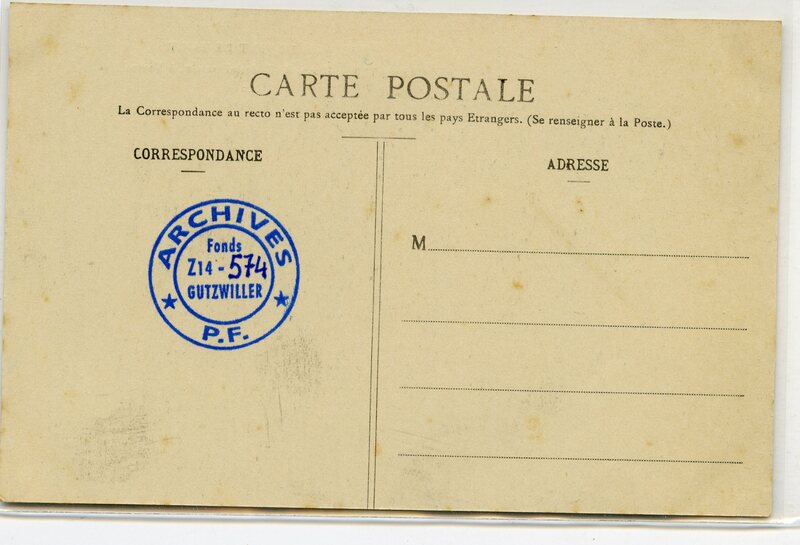 CARTE POSTALE
La Correspondance au recto n'est pas acceptée par tous les pays Etrangers. (Se renseigner à la Poste.)
CORRESPONDANCE
ADRESSE
ARCHIVES
Fonds
Z14 - 574
GUTZWILLER
P.F.
M